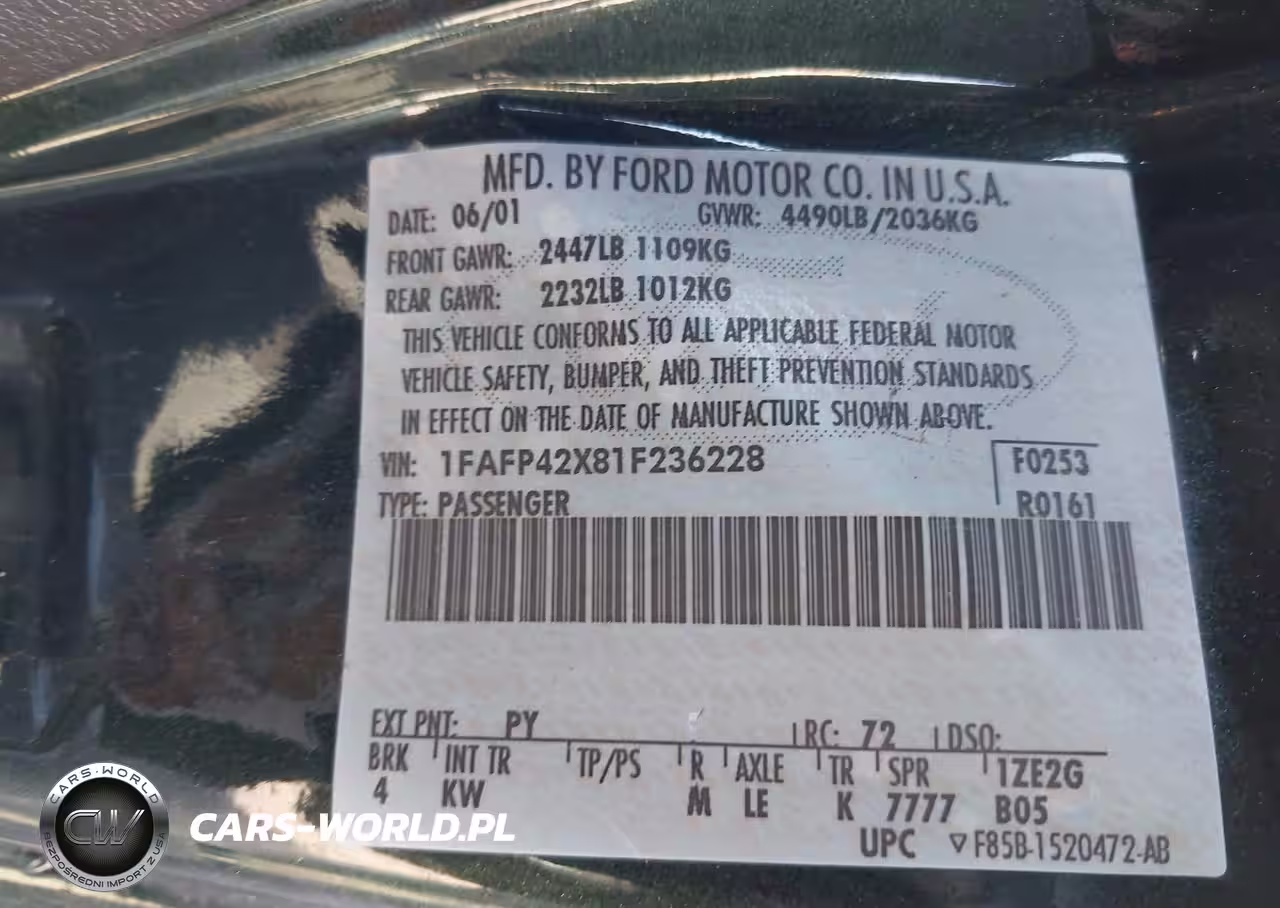 MFD. BY FORD MOTOR CO. IN U.S.A.
DATE: 06/01 GVWR: 4490LB/2036KG
FRONT GAWR: 2447LB 1109KG
REAR GAWR: 2232LB 1012KG
THIS VEHICLE CONFORMS TO ALL APPLICABLE FEDERAL MOTOR
VEHICLE SAFETY, BUMPER, AND THEFT PREVENTION STANDARDS
IN EFFECT ON THE DATE OF MANUFACTURE SHOWN ABOVE.
VIN: 1FAFP42X81F236228 F0253
TYPE: PASSENGER R0161
EXT PNT: PY RC: 72 DSO:
BRK INT TR TP/PS R AXLE TR SPR 1ZE2G
4 KW M LE K 7777 B05
UPC ▽F85B-1520472-AB
CARS-WORLD
CW
BEZPOŚREDNI IMPORT Z USA
CARS-WORLD.PL